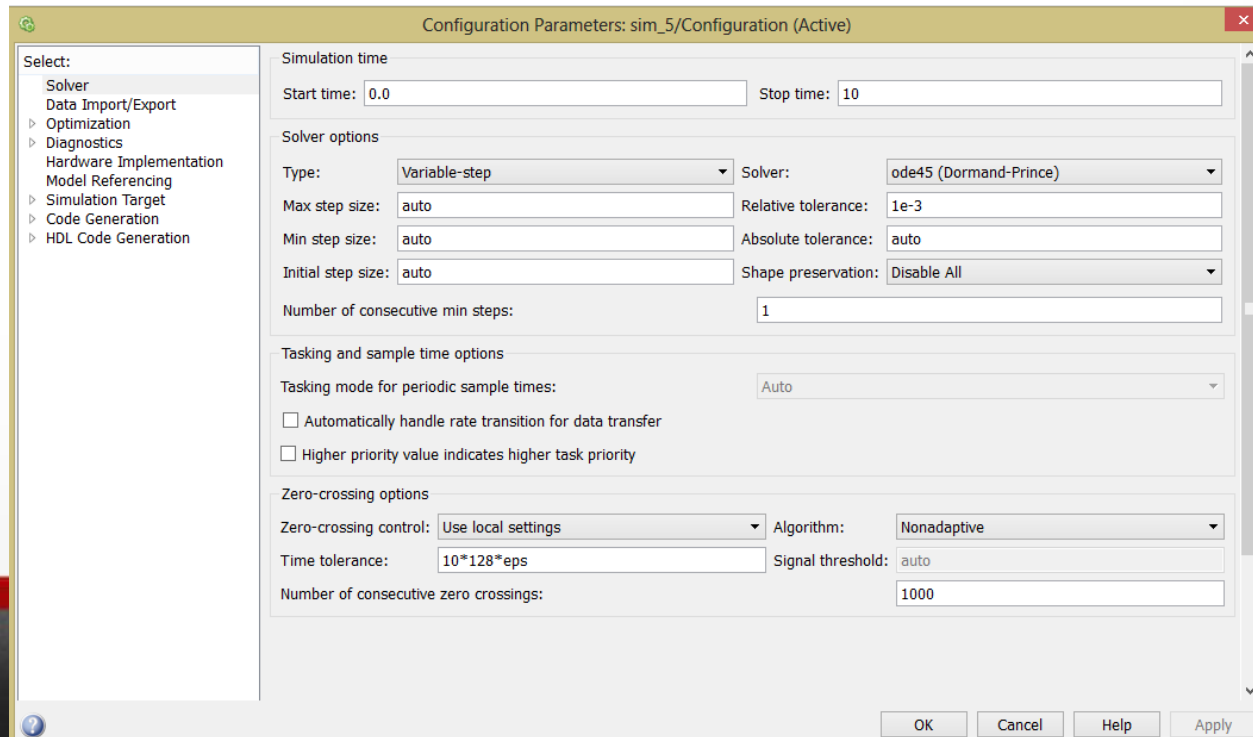 Configuration Parameters: sim_5/Configuration (Active)
Select:
Solver
Data Import/Export
Optimization
Diagnostics
Hardware Implementation
Model Referencing
Simulation Target
Code Generation
HDL Code Generation
Simulation time
Start time: 0.0 Stop time: 10
Solver options
Type: Variable-step Solver: ode45 (Dormand-Prince)
Max step size: auto Relative tolerance: 1e-3
Min step size: auto Absolute tolerance: auto
Initial step size: auto Shape preservation: Disable All
Number of consecutive min steps: 1
Tasking and sample time options
Tasking mode for periodic sample times: Auto
Automatically handle rate transition for data transfer
Higher priority value indicates higher task priority
Zero-crossing options
Zero-crossing control: Use local settings Algorithm: Nonadaptive
Time tolerance: 10*128*eps Signal threshold: auto
Number of consecutive zero crossings: 1000
OK Cancel Help Apply